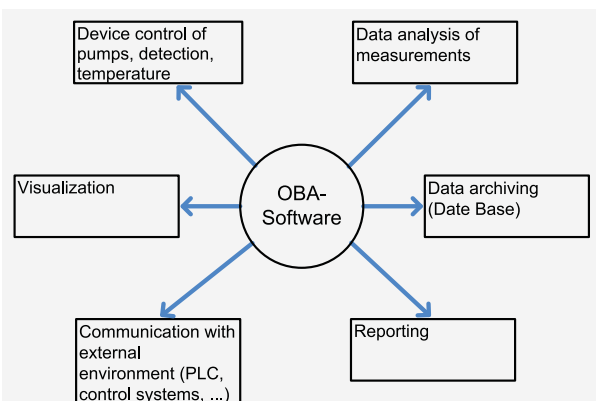 Device control of
pumps, detection,
temperature
Data analysis of
measurements
Visualization
OBA-
Software
Data archiving
(Date Base)
Communication with
external
environment (PLC,
control systems, ...)
Reporting